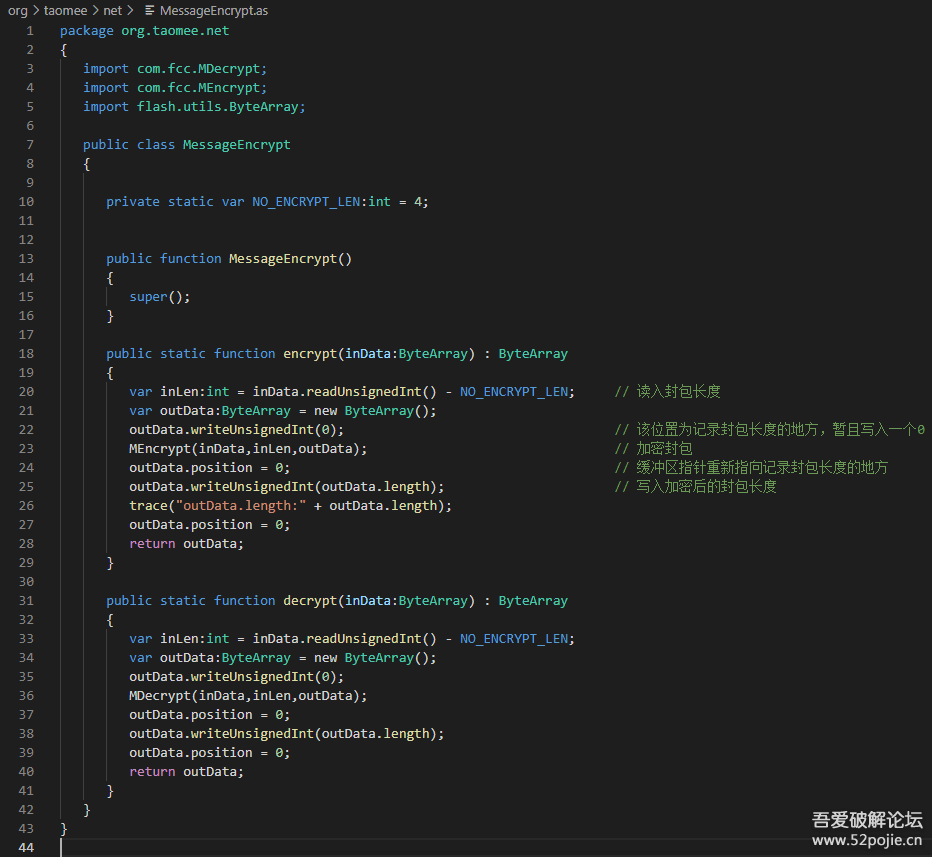 org > taomee > net > MessageEncrypt.as
1 package org.taomee.net
2 {
3 import com.fcc.MDecrypt;
4 import com.fcc.MEncrypt;
5 import flash.utils.ByteArray;
6
7 public class MessageEncrypt
8 {
9
10 private static var NO_ENCRYPT_LEN:int = 4;
11
12
13 public function MessageEncrypt()
14 {
15 super();
16 }
17
18 public static function encrypt(inData:ByteArray) : ByteArray
19 {
20 var inLen:int = inData.readUnsignedInt() - NO_ENCRYPT_LEN; // 读入封包长度
21 var outData:ByteArray = new ByteArray();
22 outData.writeUnsignedInt(0); // 该位置为记录封包长度的地方，暂且写入一个0
23 MEncrypt(inData,inLen,outData); // 加密封包
24 outData.position = 0; // 缓冲区指针重新指向记录封包长度的地方
25 outData.writeUnsignedInt(outData.length); // 写入加密后的封包长度
26 trace("outData.length:" + outData.length);
27 outData.position = 0;
28 return outData;
29 }
30
31 public static function decrypt(inData:ByteArray) : ByteArray
32 {
33 var inLen:int = inData.readUnsignedInt() - NO_ENCRYPT_LEN;
34 var outData:ByteArray = new ByteArray();
35 outData.writeUnsignedInt(0);
36 MDecrypt(inData,inLen,outData);
37 outData.position = 0;
38 outData.writeUnsignedInt(outData.length);
39 outData.position = 0;
40 return outData;
41 }
42 }
43 }
44
吾爱破解论坛
www.52pojie.cn